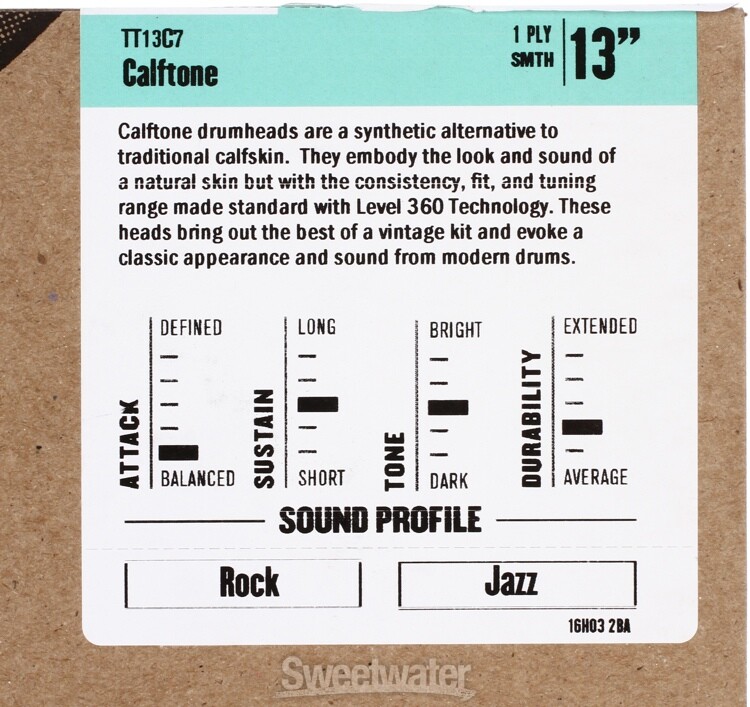 TT13C7
Calftone
1 PLY
SMTH
13”
Calftone drumheads are a synthetic alternative to
traditional calfskin. They embody the look and sound of
a natural skin but with the consistency, fit, and tuning
range made standard with Level 360 Technology. These
heads bring out the best of a vintage kit and evoke a
classic appearance and sound from modern drums.
ATTACK
DEFINED
BALANCED
SUSTAIN
LONG
SHORT
TONE
BRIGHT
DARK
DURABILITY
EXTENDED
AVERAGE
SOUND PROFILE
Rock
Jazz
16H03 2BA
Sweetwater